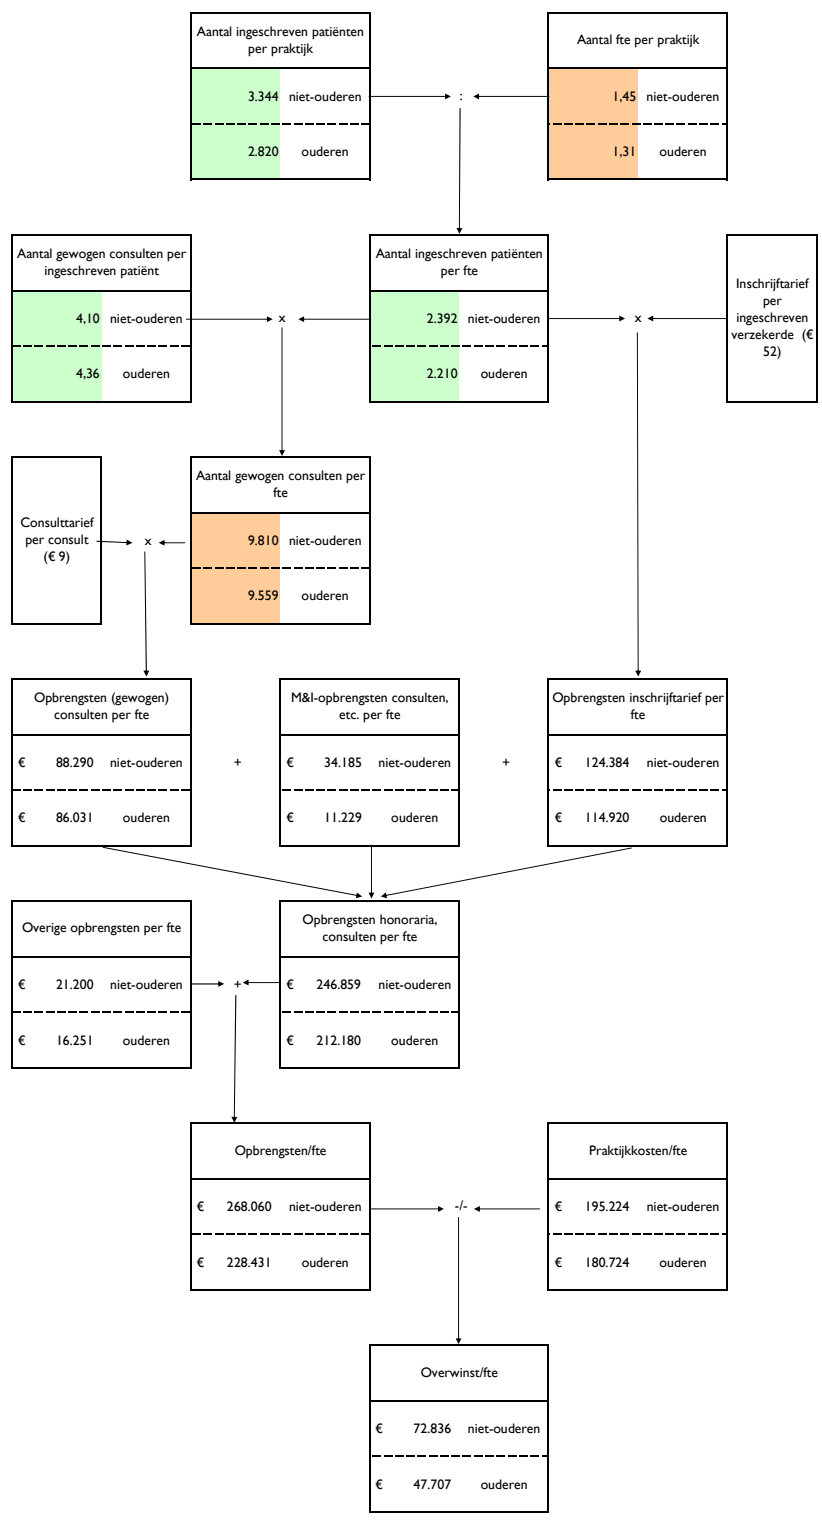 Aantal ingeschreven patiënten
per praktijk
3.344 niet-ouderen
2.820 ouderen
:
Aantal fte per praktijk
1,45 niet-ouderen
1,31 ouderen
Aantal gewogen consulten per
ingeschreven patiënt
4,10 niet-ouderen
4,36 ouderen
x
Aantal ingeschreven patiënten
per fte
2.392 niet-ouderen
2.210 ouderen
x
Inschrijftarief
per
ingeschreven
verzekerde (€
52)
Consulttarief
per consult
(€ 9)
x
Aantal gewogen consulten per
fte
9.810 niet-ouderen
9.559 ouderen
Opbrengsten (gewogen)
consulten per fte
€ 88.290 niet-ouderen
€ 86.031 ouderen
+
M&I-opbrengsten consulten,
etc. per fte
€ 34.185 niet-ouderen
€ 11.229 ouderen
+
Opbrengsten inschrijftarief per
fte
€ 124.384 niet-ouderen
€ 114.920 ouderen
Overige opbrengsten per fte
€ 21.200 niet-ouderen
€ 16.251 ouderen
+
Opbrengsten honoraria,
consulten per fte
€ 246.859 niet-ouderen
€ 212.180 ouderen
Opbrengsten/fte
€ 268.060 niet-ouderen
€ 228.431 ouderen
-/-
Praktijkkosten/fte
€ 195.224 niet-ouderen
€ 180.724 ouderen
Overwinst/fte
€ 72.836 niet-ouderen
€ 47.707 ouderen